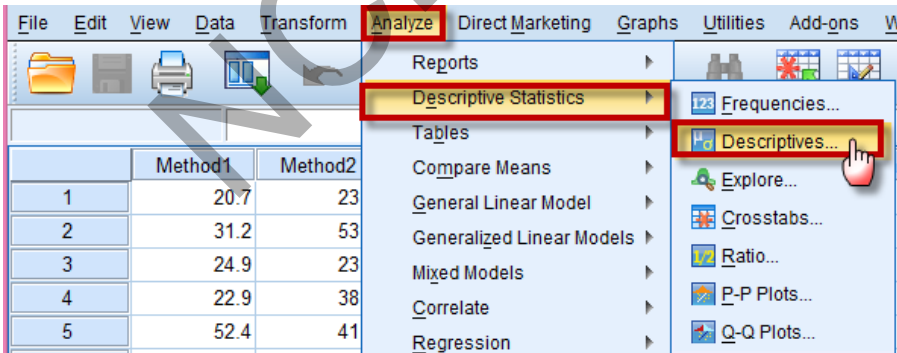 File Edit View Data Transform Analyze Direct Marketing Graphs Utilities Add-ons
Reports
Descriptive Statistics
Tables
Compare Means
General Linear Model
Generalized Linear Models
Mixed Models
Correlate
Regression
123 Frequencies...
Descriptives...
Explore...
Crosstabs...
1/2 Ratio...
P-P Plots...
Q-Q Plots...
Method1 Method2
1 20.7 23
2 31.2 53
3 24.9 23
4 22.9 38
5 52.4 41